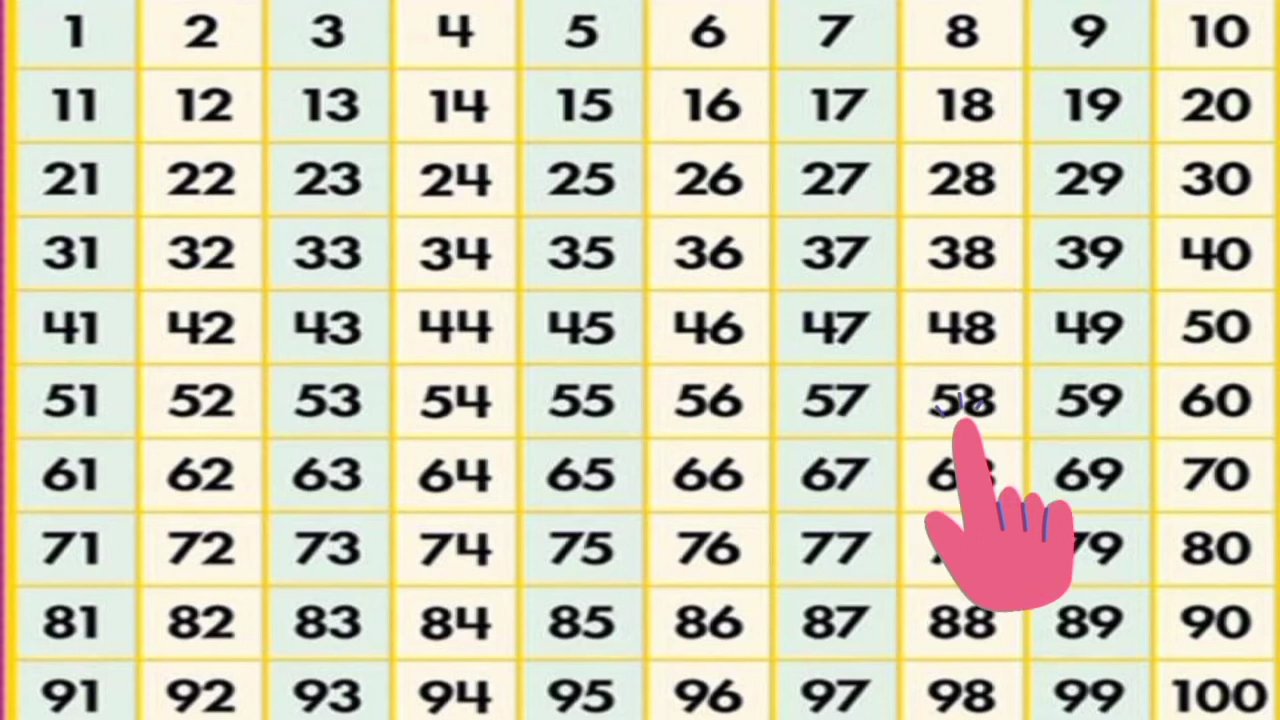 1 2 3 4 5 6 7 8 9 10
11 12 13 14 15 16 17 18 19 20
21 22 23 24 25 26 27 28 29 30
31 32 33 34 35 36 37 38 39 40
41 42 43 44 45 46 47 48 49 50
51 52 53 54 55 56 57 58 59 60
61 62 63 64 65 66 67 69 70
71 72 73 74 75 76 77 79 80
81 82 83 84 85 86 87 88 89 90
91 92 93 94 95 96 97 98 99 100